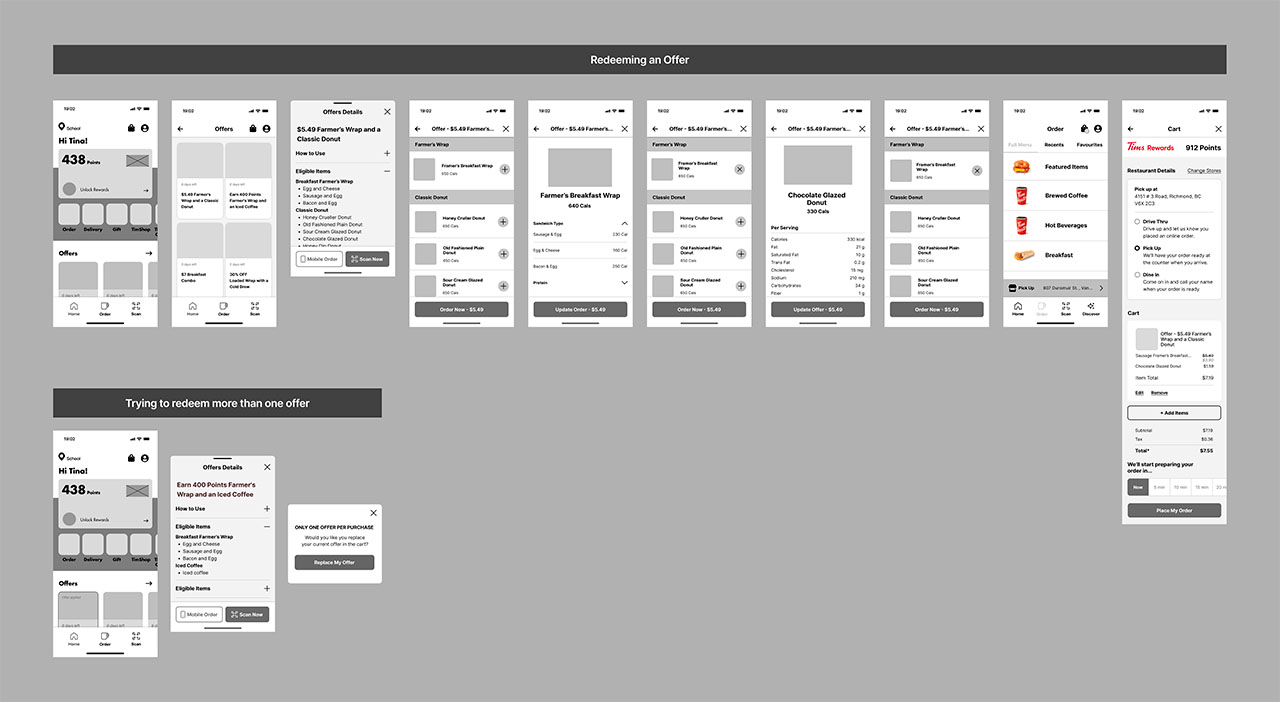 Redeeming an Offer
19:02
School
Hi Tina!
438 Points
Unlock Rewards
Order
Delivery
Gift
TimShop
Offers
Home
Order
Scan
19:02
Offers
$5.49 Farmer's
Wrap and a Classic
Donut
Earn 400 Points
Farmer's Wrap and
an Iced Coffee
$7 Breakfast
Combo
30% OFF
Loaded Wrap with a
Cold Brew
Home
Order
Scan
Offers Details
$5.49 Farmer's Wrap and a
Classic Donut
How to Use
Eligible Items
Breakfast Farmer's Wrap
Egg and Cheese
Sausage and Egg
Bacon and Egg
Classic Donut
Honey Crueller Donut
Old Fashioned Plain Donut
Sour Cream Glazed Donut
Chocolate Glazed Donut
Mobile Order
Scan Now
19:02
Offer - $5.49 Farmer's...
Farmer's Wrap
Framer's Breakfast Wrap
650 Cals
Classic Donut
Honey Cruller Donut
650 Cals
Old Fashioned Plain
Donut
650 Cals
Sour Cream Glazed
Donut
650 Cals
Order Now - $5.49
19:02
Offer - $5.49 Farmer's...
Farmer's Breakfast Wrap
640 Cals
Sandwich Type
Sausage & Egg 230 Cal
Egg & Cheese 160 Cal
Bacon & Egg 250 Cal
Protein
Update Order - $5.49
19:02
Offer - $5.49 Farmer's...
Farmer's Wrap
Framer's Breakfast
Wrap
650 Cals
Classic Donut
Honey Cruller Donut
650 Cals
Old Fashioned Plain
Donut
650 Cals
Sour Cream Glazed
Donut
650 Cals
Order Now - $5.49
19:02
Offer - $5.49 Farmer's...
Chocolate Glazed
Donut
330 Cals
Per Serving
Calories 330 kcal
Fat 21 g
Saturated Fat 10 g
Trans Fat 0.2 g
Cholesterol 15 mg
Sodium 210 mg
Carbohydrates 34 g
Fiber 1 g
Update Offer - $5.49
19:02
Offer - $5.49 Farmer's...
Farmer's Wrap
Framer's Breakfast
Wrap
650 Cals
Classic Donut
Honey Cruller Donut
650 Cals
Old Fashioned Plain
Donut
650 Cals
Sour Cream Glazed
Donut
650 Cals
Order Now - $5.49
19:02
Order
Full Menu
Recents
Favourites
Featured Items
Brewed Coffee
Hot Beverages
Breakfast
Pick Up
Home
Order
Scan
Discover
19:02
Cart
Tims Rewards 912 Points
Restaurant Details Change Stores
Pick up at
4151 # 3 Road, Richmond, BC
V6X 2C3
Drive Thru
Drive up and let us know you
placed on online order.
Pick Up
We'll have your order ready at
the counter when you arrive.
Dine In
Come on in and call your name
when your order is ready
Cart
Offer - $5.49 Farmer's
Wrap and a Classic
Donut
Sausage Framer's Breakfast...
Chocolate Glazed Donut $1.59
Item Total $7.19
Edit Remove
+ Add Items
Subtotal $7.19
Tax $0.36
Total* $7.55
We'll start preparing your
order in...
Now 5 min 10 min 15 min 20 m
Place My Order
Trying to redeem more than one offer
19:02
School
Hi Tina!
438 Points
Unlock Rewards
Order
Delivery
Gift
TimShop
Offers
Offer applied
Home
Order
Scan
Offers Details
Earn 400 Points Farmer's
Wrap and an Iced Coffee
How to Use
Eligible Items
Breakfast Farmer's Wrap
Egg and Cheese
Sausage and Egg
Bacon and Egg
Iced Coffee
Iced coffee
Eligible Items
Mobile Order
Scan Now
ONLY ONE OFFER PER PURCHASE
Would you like you replace
your current offer in the cart?
Replace My Offer